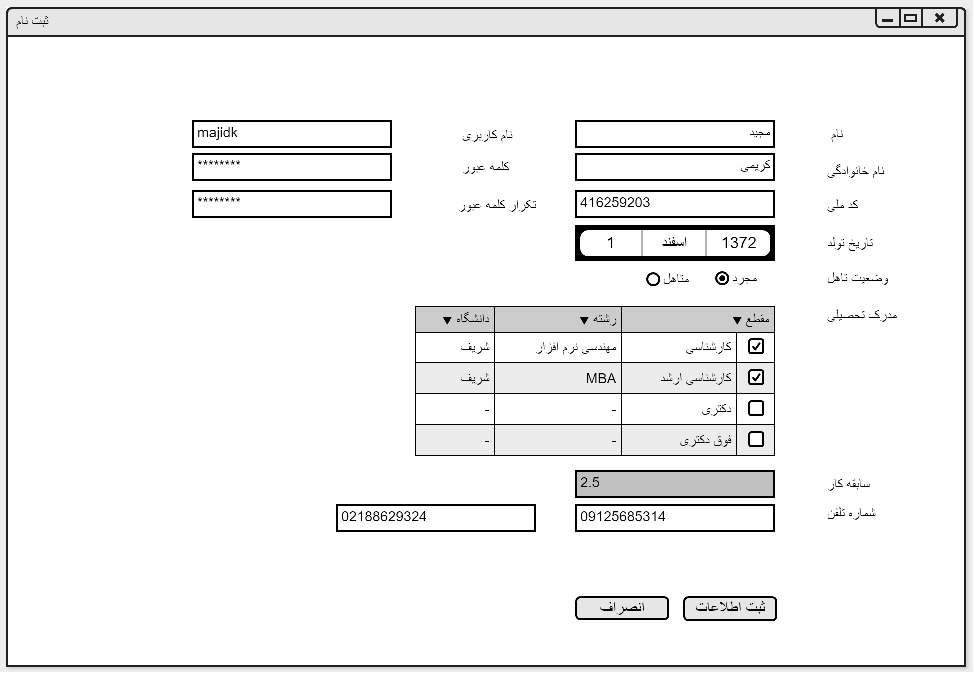 ثبت نام
نام مجید نام کاربری majidk
نام خانوادگی کریمی کلمه عبور ********
کد ملی 416259203 تکرار کلمه عبور ********
تاریخ تولد 1372 اسفند 1
وضعیت تاهل مجرد متاهل
مدرک تحصیلی
مقطع ▼ رشته ▼ دانشگاه ▼
کارشناسی مهندسی نرم افزار شریف
کارشناسی ارشد MBA شریف
دکتری - -
فوق دکتری - -
سابقه کار 2.5
شماره تلفن 09125685314 02188629324
ثبت اطلاعات انصراف